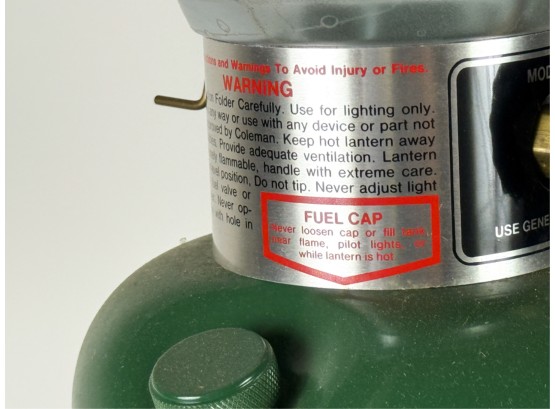 and Warnings To Avoid Injury or Fires.
WARNING
Folder Carefully. Use for lighting only.
way or use with any device or part not
by Coleman. Keep hot lantern away
Provide adequate ventilation. Lantern
flammable, handle with extreme care.
position. Do not tip. Never adjust light
valve or
Never op-
with hole in
FUEL CAP
Never loosen cap or fill tank
near flame, pilot lights, or
while lantern is hot.
MOD
USE GENE